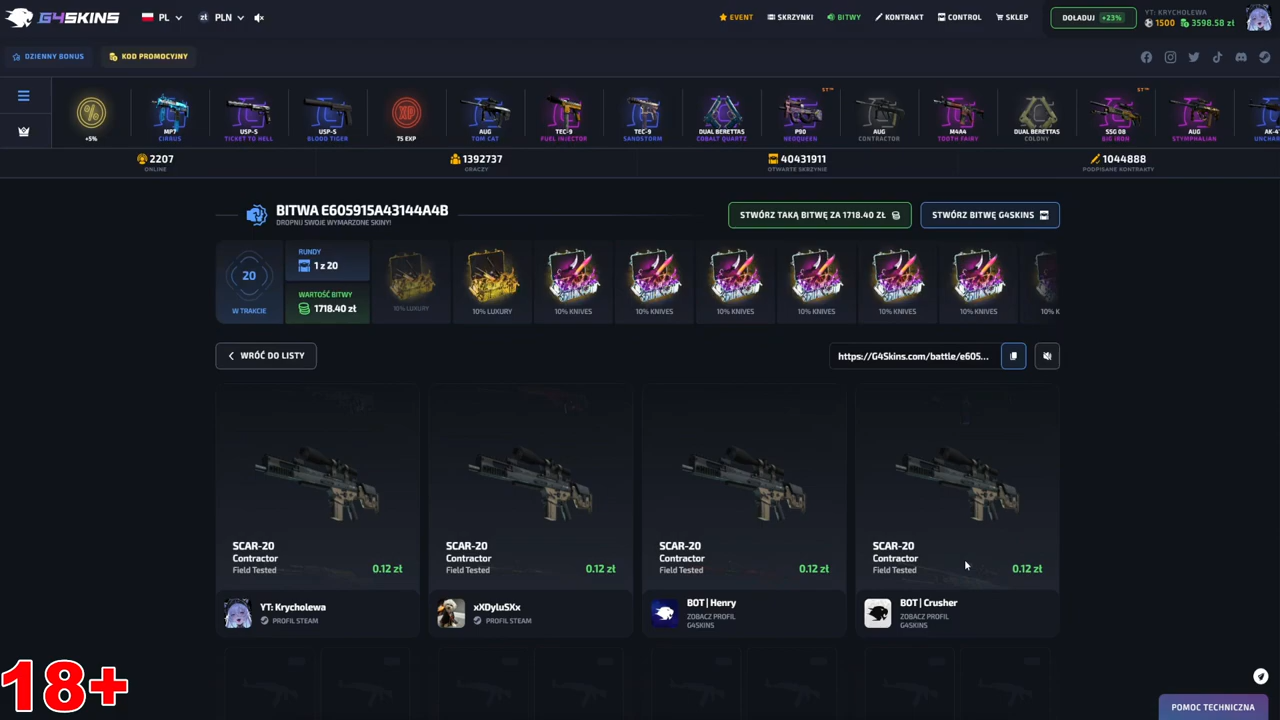 G4SKINS
PL
zł PLN
EVENT
SKRZYNKI
BITWY
KONTRAKT
CONTROL
SKLEP
DOŁADUJ +23%
YT: KRYCHOLEWA
1500 3598.58 zł
DZIENNY BONUS
KOD PROMOCYJNY
%
+5%
MP7
CIRRUS
USP-S
TICKET TO HELL
USP-S
BLOOD TIGER
XP
75 EXP
AUG
TOM CAT
TEC-9
FUEL INJECTOR
TEC-9
SANDSTORM
DUAL BERETTAS
COBALT QUARTZ
ST™
P90
NEOQUEEN
AUG
CONTRACTOR
M4A4
TOOTH FAIRY
DUAL BERETTAS
COLONY
ST™
SSG 08
BIG IRON
AUG
STYMPHALIAN
2207
ONLINE
1392737
GRACZY
40431911
OTWARTE SKRZYNIE
1044888
PODPISANE KONTRAKTY
BITWA E605915A43144A4B
DROPNIJ SWOJE WYMARZONE SKINY!
STWÓRZ TAKĄ BITWĘ ZA 1718.40 ZŁ
STWÓRZ BITWĘ G4SKINS
20
W TRAKCIE
RUNDY
1 z 20
WARTOŚĆ BITWY
1718.40 zł
10% LUXURY
10% LUXURY
10% KNIVES
10% KNIVES
10% KNIVES
10% KNIVES
10% KNIVES
10% KNIVES
10% K
WRÓĆ DO LISTY
https://G4Skins.com/battle/e605...
SCAR-20
Contractor
Field Tested
0.12 zł
YT: Krycholewa
PROFIL STEAM
SCAR-20
Contractor
Field Tested
0.12 zł
xXDyluSXx
PROFIL STEAM
SCAR-20
Contractor
Field Tested
0.12 zł
BOT | Henry
ZOBACZ PROFIL
G4SKINS
SCAR-20
Contractor
Field Tested
0.12 zł
BOT | Crusher
ZOBACZ PROFIL
G4SKINS
18+
POMOC TECHNICZNA